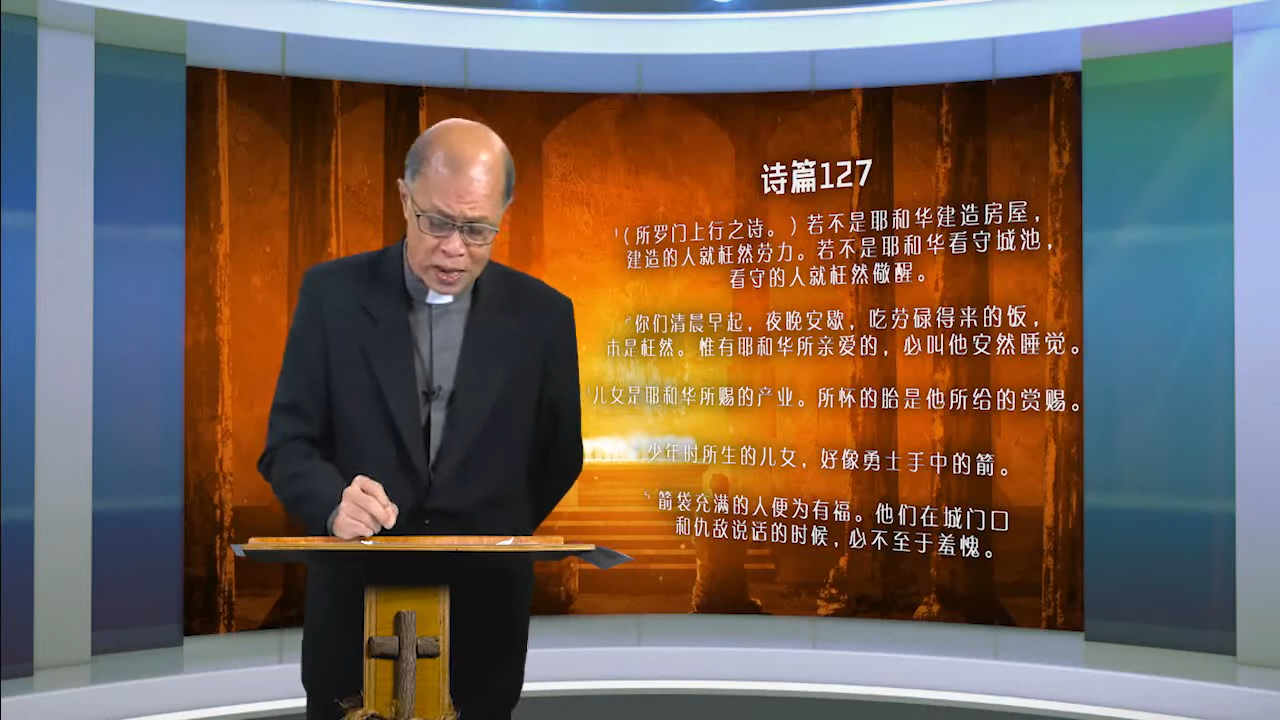 诗篇127
¹（所罗门上行之诗。）若不是耶和华建造房屋，
建造的人就枉然劳力。若不是耶和华看守城池，
看守的人就枉然儆醒。
你们清晨早起，夜晚安歇，吃劳碌得来的饭，
本是枉然。惟有耶和华所亲爱的，必叫他安然睡觉。
儿女是耶和华所赐的产业。所怀的胎是他所给的赏赐。
少年时所生的儿女，好像勇士手中的箭。
⁵箭袋充满的人便为有福。他们在城门口
和仇敌说话的时候，必不至于羞愧。